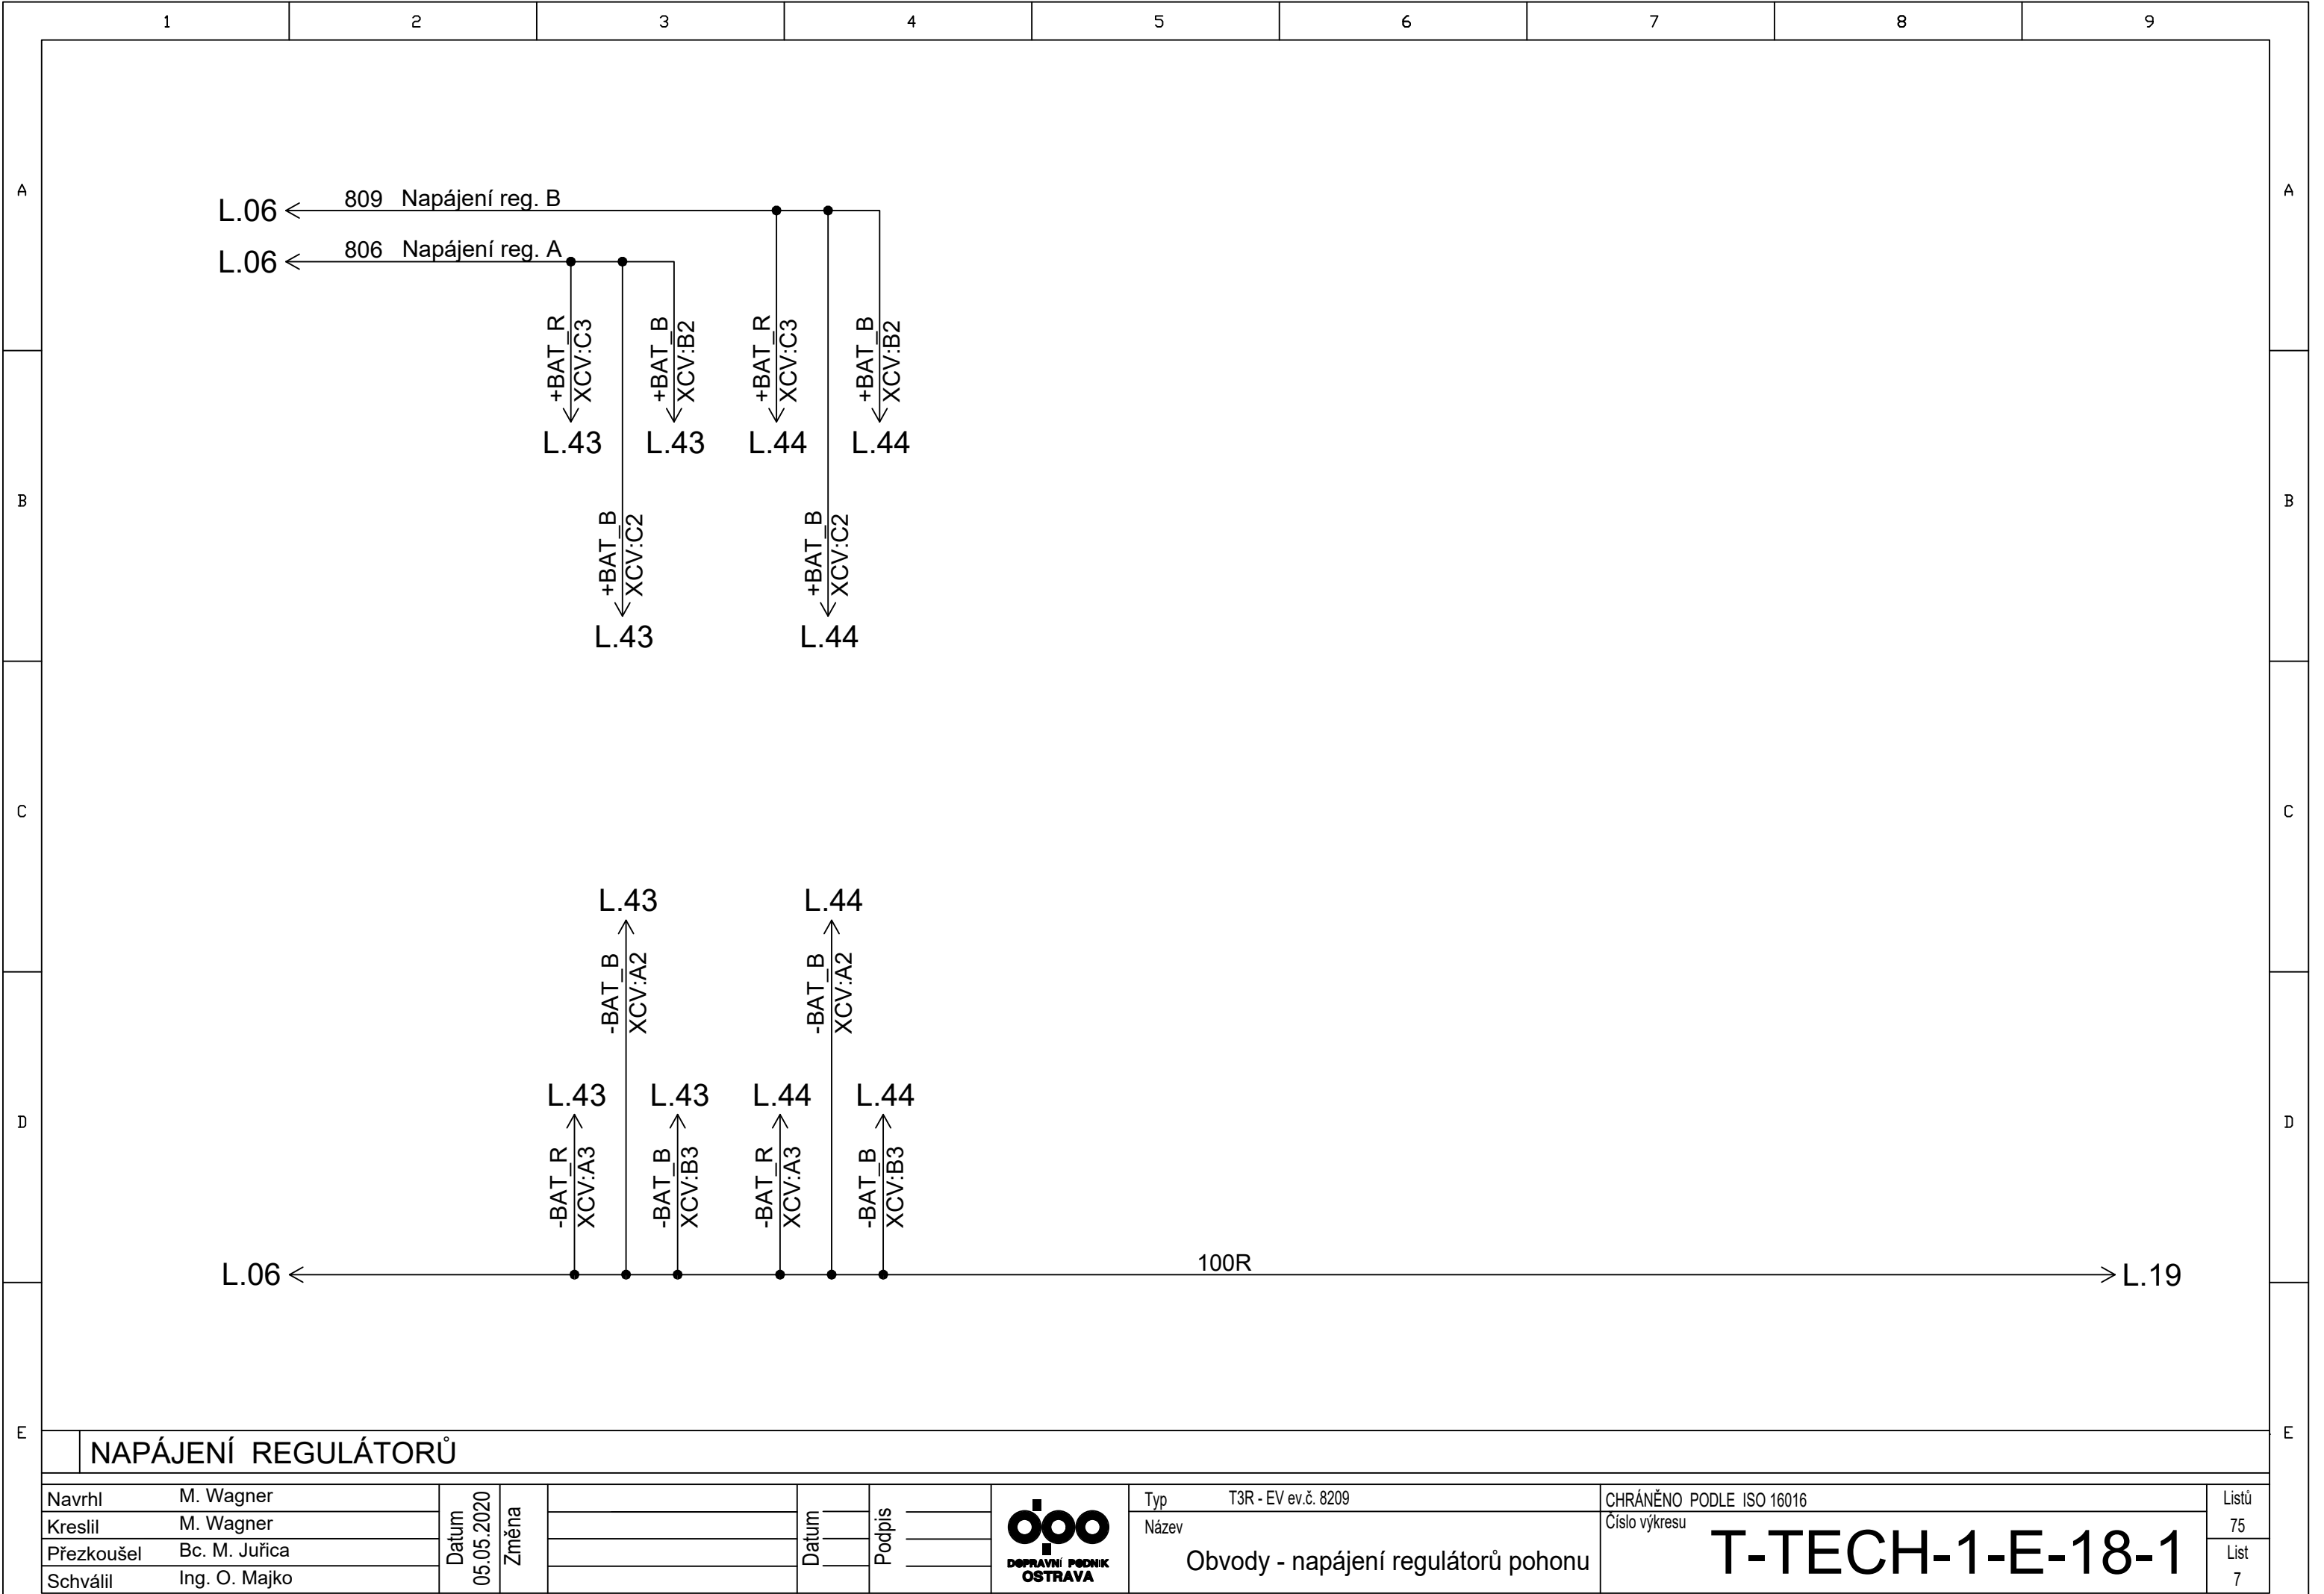 1 2 3 4 5 6 7 8 9
A A
L.06 809 Napájení reg. B
L.06 806 Napájení reg. A
+BAT_R XCV:C3
+BAT_B XCV:B2
+BAT_R XCV:C3
+BAT_B XCV:B2
L.43 L.43 L.44 L.44
B B
+BAT_B XCV:C2
+BAT_B XCV:C2
L.43 L.44
C C
L.43 L.44
-BAT_B XCV:A2
-BAT_B XCV:A2
L.43 L.43 L.44 L.44
D D
-BAT_R XCV:A3
-BAT_B XCV:B3
-BAT_R XCV:A3
-BAT_B XCV:B3
L.06 100R L.19
E E
NAPÁJENÍ REGULÁTORŮ
Navrhl M. Wagner
Kreslil M. Wagner
Přezkoušel Bc. M. Juřica
Schválil Ing. O. Majko
Datum 05.05.2020
Změna
Datum
Podpis
dpo
DOPRAVNÍ PODNIK
OSTRAVA
Typ T3R - EV ev.č. 8209
Název
Obvody - napájení regulátorů pohonu
CHRÁNĚNO PODLE ISO 16016
Číslo výkresu
T-TECH-1-E-18-1
Listů
75
List
7